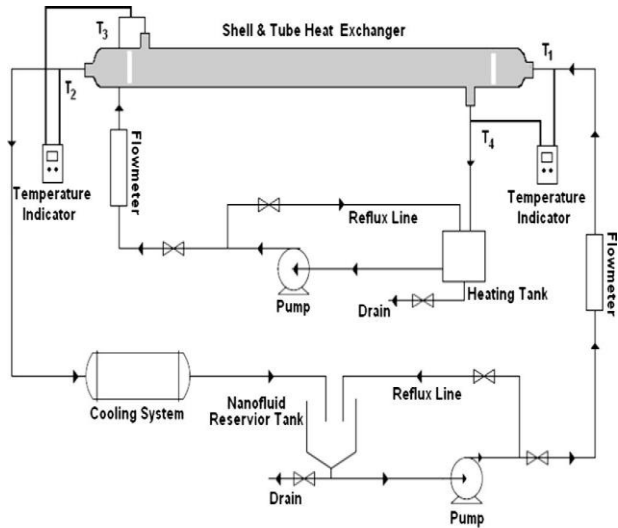 T3
Shell & Tube Heat Exchanger
T1
T2
T4
Flowmeter
Temperature
Indicator
Temperature
Indicator
Reflux Line
Flowmeter
Pump
Drain
Heating Tank
Cooling System
Nanofluid
Reservior Tank
Reflux Line
Drain
Pump